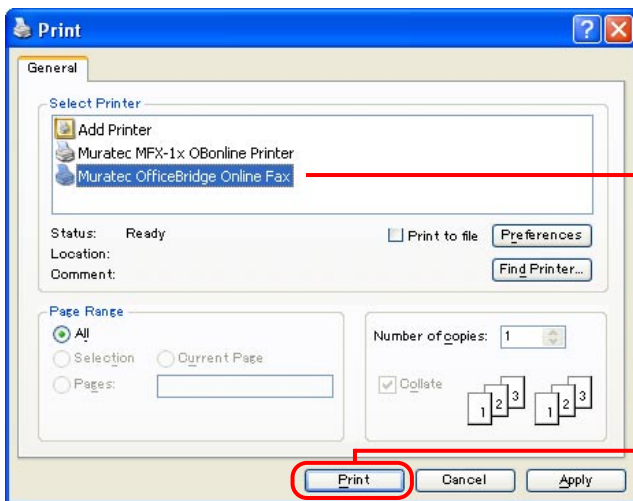 Print
General
Select Printer
Add Printer
Muratec MFX-1x OBonline Printer
Muratec OfficeBridge Online Fax
Status: Ready
Print to file
Preferences
Location:
Comment:
Find Printer...
Page Range
All
Selection
Current Page
Pages:
Number of copies: 1
Collate
1 2 3 1 2 3
Print Cancel Apply